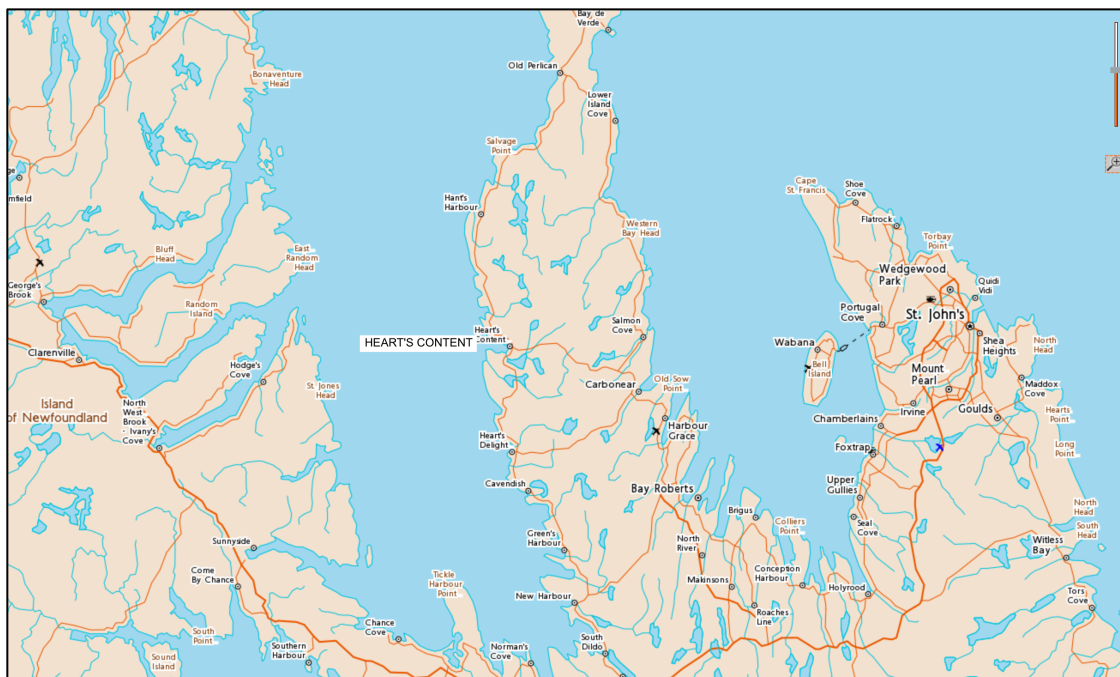 Bay de
Verde
Old Perlican
Bonaventure
Head
Lower
Island
Cove
Salvage
Point
Cape
St. Francis
Shoe
Cove
mfield
Hant's
Harbour
Flatrock
Western
Bay Head
Torbay
Point
Bluff
Head
East
Random
Head
Wedgewood
Park
Quidi
Vidi
George's
Brook
Random
Island
Portugal
Cove
St. John's
Salmon
Cove
Heart's
Content
HEART'S CONTENT
Wabana
Shea
Heights
North
Head
Clarenville
Hodge's
Cove
Bell
Island
Mount
Pearl
St. Jones
Head
Carbonear
Old Sow
Point
Maddox
Cove
Island
of Newfoundland
North
West
Brook
- Ivany's
Cove
Irvine
Goulds
Hearts
Point
Chamberlains
Harbour
Grace
Heart's
Delight
Foxtrap
Long
Point
Cavendish
Bay Roberts
Upper
Gullies
Brigus
Colliers
Point
Seal
Cove
North
Head
South
Head
Green's
Harbour
North
River
Witless
Bay
Sunnyside
Come
By Chance
Tickle
Harbour
Point
Makinsons
Conception
Harbour
Holyrood
New Harbour
Roaches
Line
Tors
Cove
South
Point
Chance
Cove
Southern
Harbour
South
Dildo
Norman's
Cove
Sound
Island